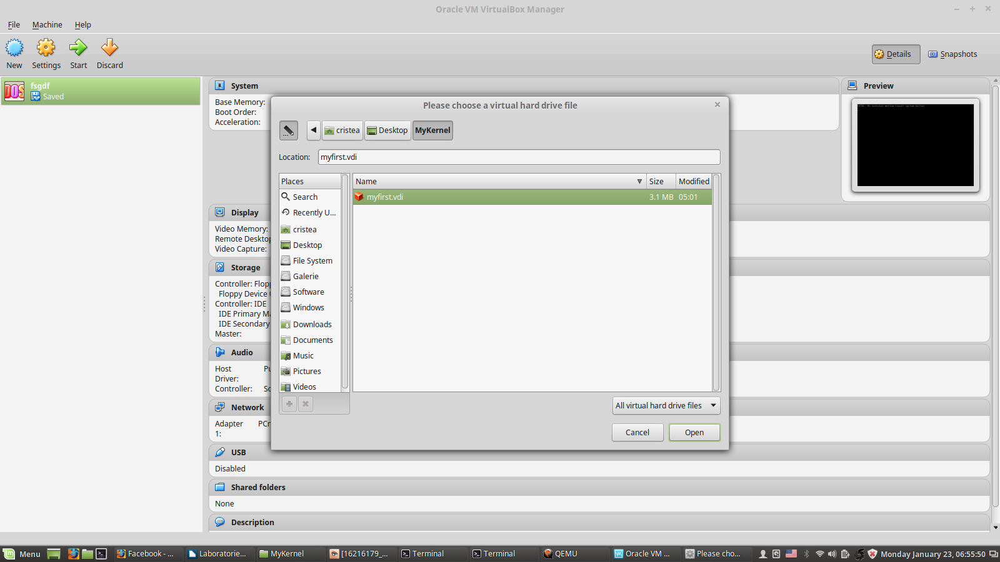 Oracle VM VirtualBox Manager
File Machine Help
New Settings Start Discard
Details Snapshots
DOS
fsgdf
Saved
System
Base Memory:
Boot Order:
Acceleration:
Preview
Display
Video Memory:
Remote Desktop
Video Capture:
Storage
Controller: Flop
Floppy Device
Controller: IDE
IDE Primary Ma
IDE Secondary
Master:
Audio
Host
Driver:
Controller:
Network
Adapter PCn
1:
USB
Disabled
Shared folders
None
Description
Please choose a virtual hard drive file
cristea Desktop MyKernel
Location: myfirst.vdi
Places
Search
Recently U...
cristea
Desktop
File System
Galerie
Software
Windows
Downloads
Documents
Music
Pictures
Videos
Name Size Modified
myfirst.vdi 3.1 MB 05:01
All virtual hard drive files
Cancel Open
Menu Facebook - ... Laboratorie... MyKernel [16216179_... Terminal Terminal QEMU Oracle VM ... Please cho... Monday January 23, 06:55:50